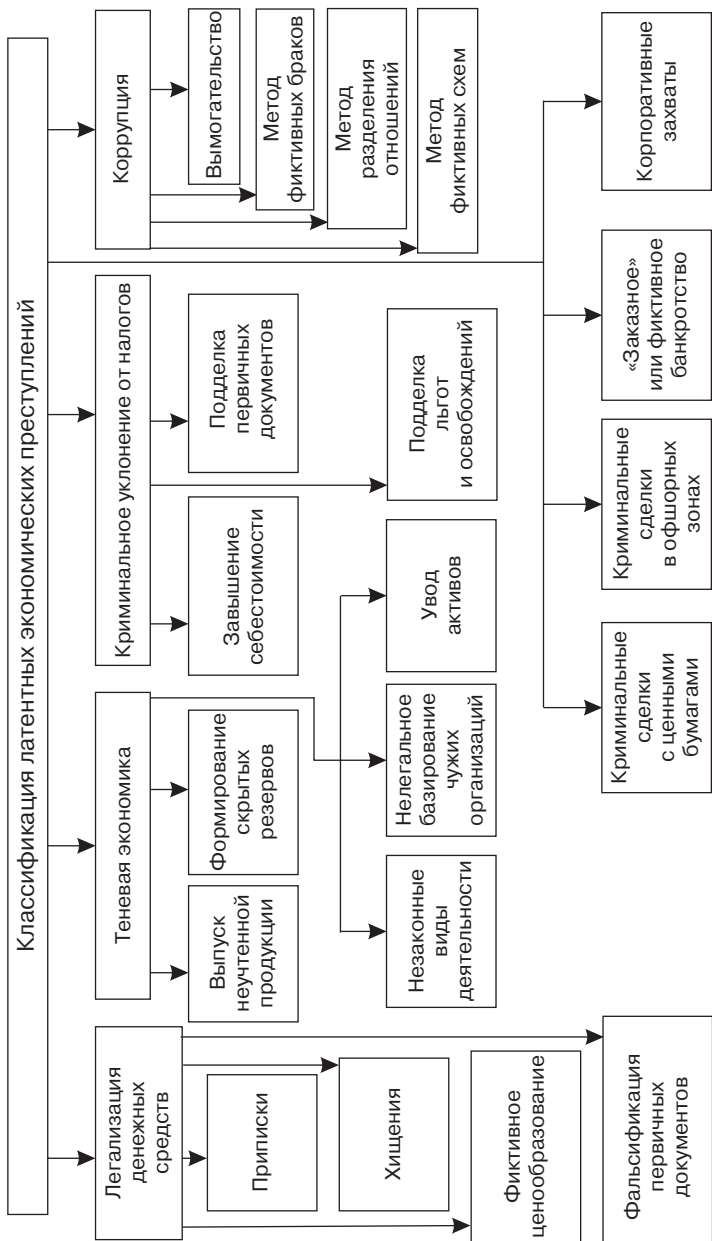 Классификация латентных экономических преступлений
Легализация
денежных
средств
Приписки
Хищения
Фиктивное
ценообразование
Фальсификация
первичных
документов
Теневая экономика
Выпуск
неучтенной
продукции
Формирование
скрытых
резервов
Незаконные
виды
деятельности
Нелегальное
базирование
чужих
организаций
Увод
активов
Криминальное уклонение от налогов
Завышение
себестоимости
Подделка
первичных
документов
Подделка
льгот
и освобождений
Коррупция
Вымогательство
Метод
фиктивных браков
Метод
разделения
отношений
Метод
фиктивных схем
Криминальные
сделки
с ценными
бумагами
Криминальные
сделки
в офшорных
зонах
«Заказное»
или фиктивное
банкротство
Корпоративные
захваты